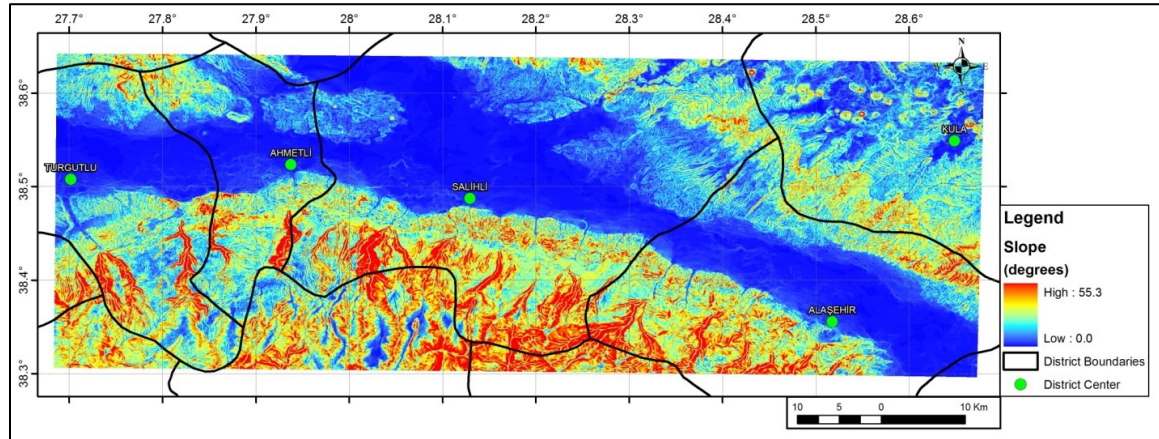 27.7° 27.8° 27.9° 28° 28.1° 28.2° 28.3° 28.4° 28.5° 28.6°
N
W E
38.6°
KULA
AHMETLİ
TURGUTLU
38.5°
SALİHLİ
38.4°
ALAŞEHİR
38.3°
Legend
Slope
(degrees)
High : 55.3
Low : 0.0
District Boundaries
District Center
10 5 0 10 Km